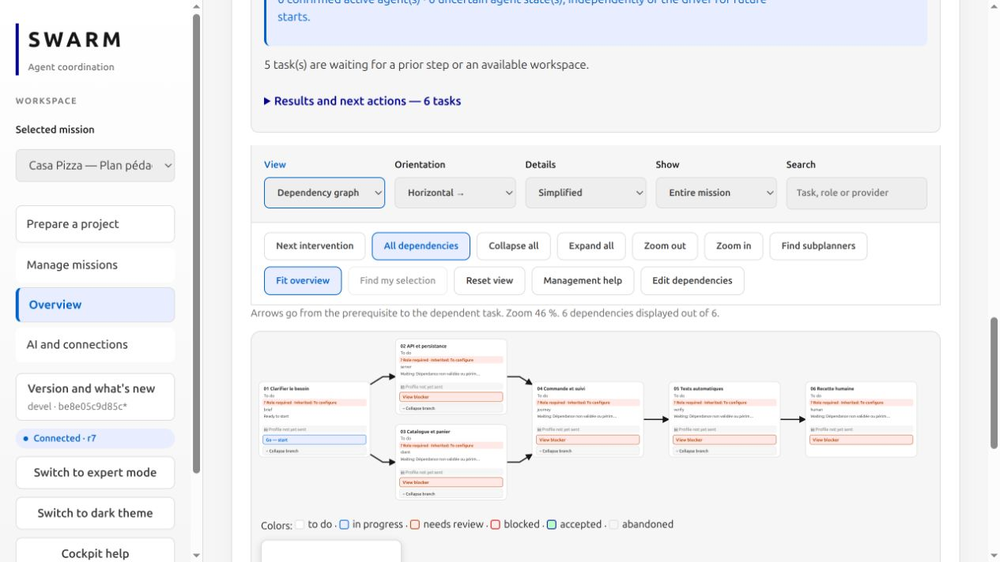 SWARM
Agent coordination
WORKSPACE
Selected mission
Casa Pizza — Plan péda
Prepare a project
Manage missions
Overview
AI and connections
Version and what's new
devel · be8e05c9d85c*
Connected · r7
Switch to expert mode
Switch to dark theme
Cockpit help
0 confirmed active agent(s) · 0 uncertain agent state(s), independently of the driver for future
starts.
5 task(s) are waiting for a prior step or an available workspace.
Results and next actions — 6 tasks
View Orientation Details Show Search
Dependency graph Horizontal → Simplified Entire mission Task, role or provider
Next intervention All dependencies Collapse all Expand all Zoom out Zoom in Find subplanners
Fit overview Find my selection Reset view Management help Edit dependencies
Arrows go from the prerequisite to the dependent task. Zoom 46 %. 6 dependencies displayed out of 6.
01 Clarifier le besoin
To do
? Role required · Inherited: To configure
brief
Ready to start
Profile not yet sent
Go — start
– Collapse branch
02 API et persistance
To do
? Role required · Inherited: To configure
server
Waiting: Dépendance non validée ou périm...
Profile not yet sent
View blocker
– Collapse branch
03 Catalogue et panier
To do
? Role required · Inherited: To configure
client
Waiting: Dépendance non validée ou périm...
Profile not yet sent
View blocker
– Collapse branch
04 Commande et suivi
To do
? Role required · Inherited: To configure
journey
Waiting: Dépendance non validée ou périm...
Profile not yet sent
View blocker
– Collapse branch
05 Tests automatiques
To do
? Role required · Inherited: To configure
verify
Waiting: Dépendance non validée ou périm...
Profile not yet sent
View blocker
– Collapse branch
06 Recette humaine
To do
? Role required · Inherited: To configure
human
Waiting: Dépendance non validée ou périm...
Profile not yet sent
View blocker
Colors: to do · in progress · needs review · blocked · accepted · abandoned